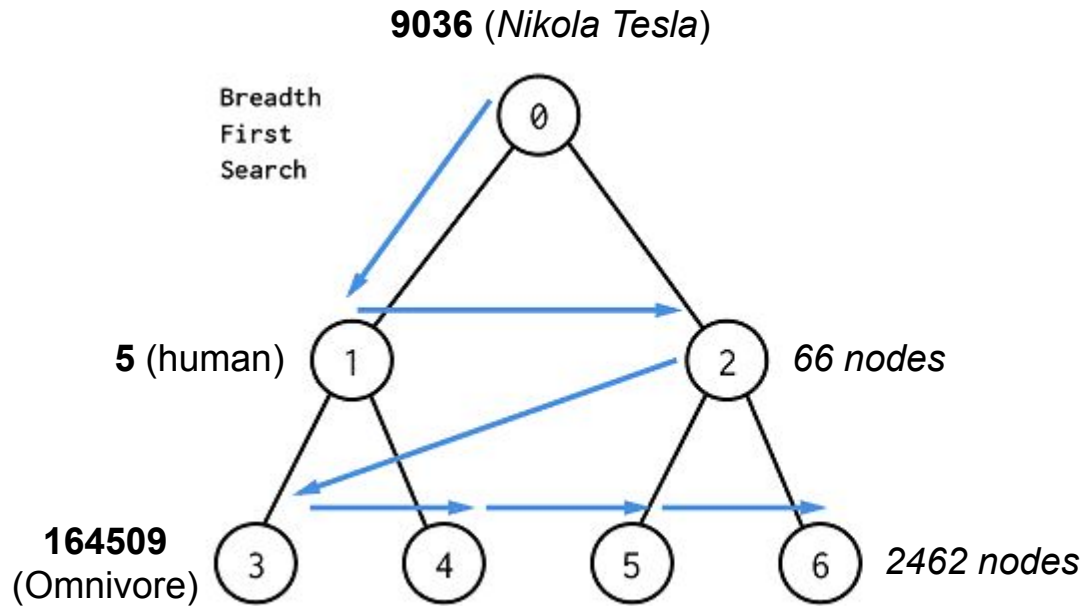 9036 (Nikola Tesla)
Breadth
First
Search
0
5 (human)
1
2
66 nodes
164509
(Omnivore)
3
4
5
6
2462 nodes